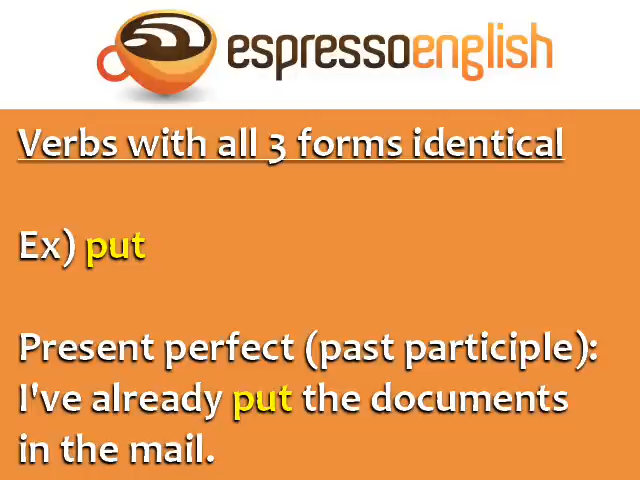 espressoenglish
Verbs with all 3 forms identical
Ex) put
Present perfect (past participle):
I've already put the documents
in the mail.